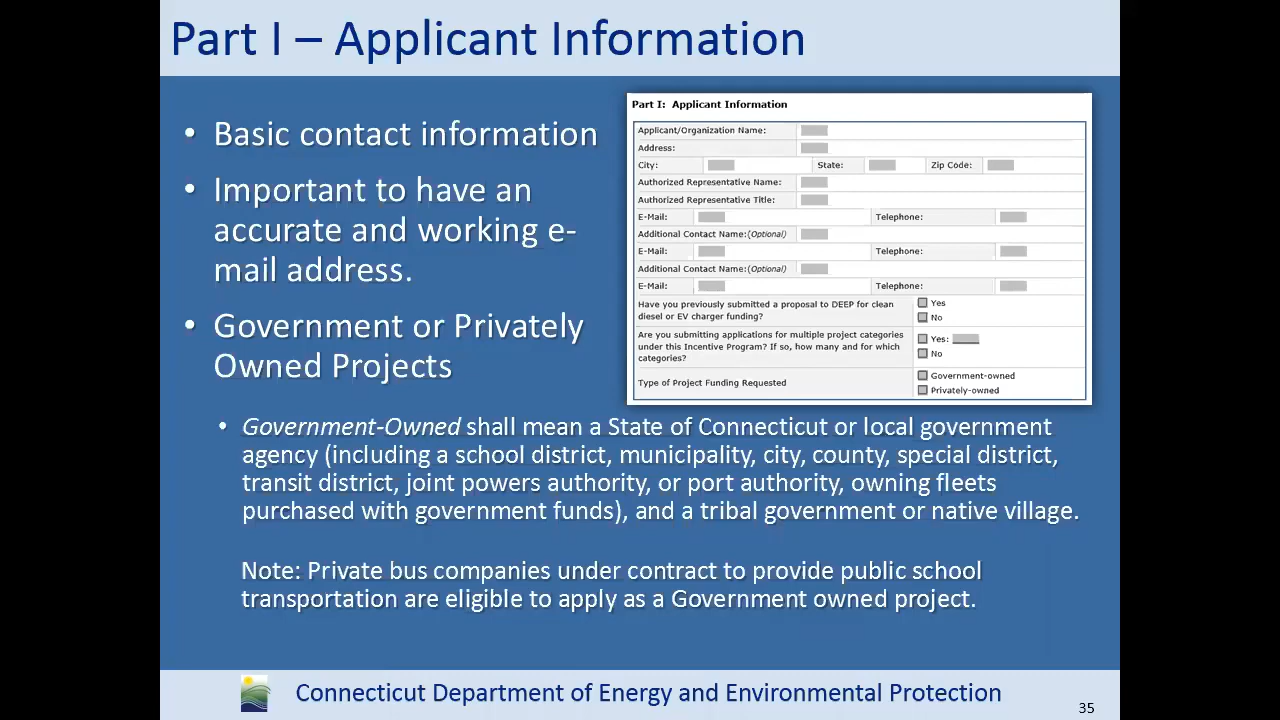 Part I – Applicant Information
• Basic contact information
• Important to have an
accurate and working e-
mail address.
• Government or Privately
Owned Projects
Part I: Applicant Information
Applicant/Organization Name:
Address:
City: State: Zip Code:
Authorized Representative Name:
Authorized Representative Title:
E-Mail: Telephone:
Additional Contact Name:(Optional)
E-Mail: Telephone:
Additional Contact Name:(Optional)
E-Mail: Telephone:
Have you previously submitted a proposal to DEEP for clean
diesel or EV charger funding?
Yes
No
Are you submitting applications for multiple project categories
under this Incentive Program? If so, how many and for which
categories?
Yes:
No
Type of Project Funding Requested
Government-owned
Privately-owned
• Government-Owned shall mean a State of Connecticut or local government
agency (including a school district, municipality, city, county, special district,
transit district, joint powers authority, or port authority, owning fleets
purchased with government funds), and a tribal government or native village.
Note: Private bus companies under contract to provide public school
transportation are eligible to apply as a Government owned project.
Connecticut Department of Energy and Environmental Protection
35